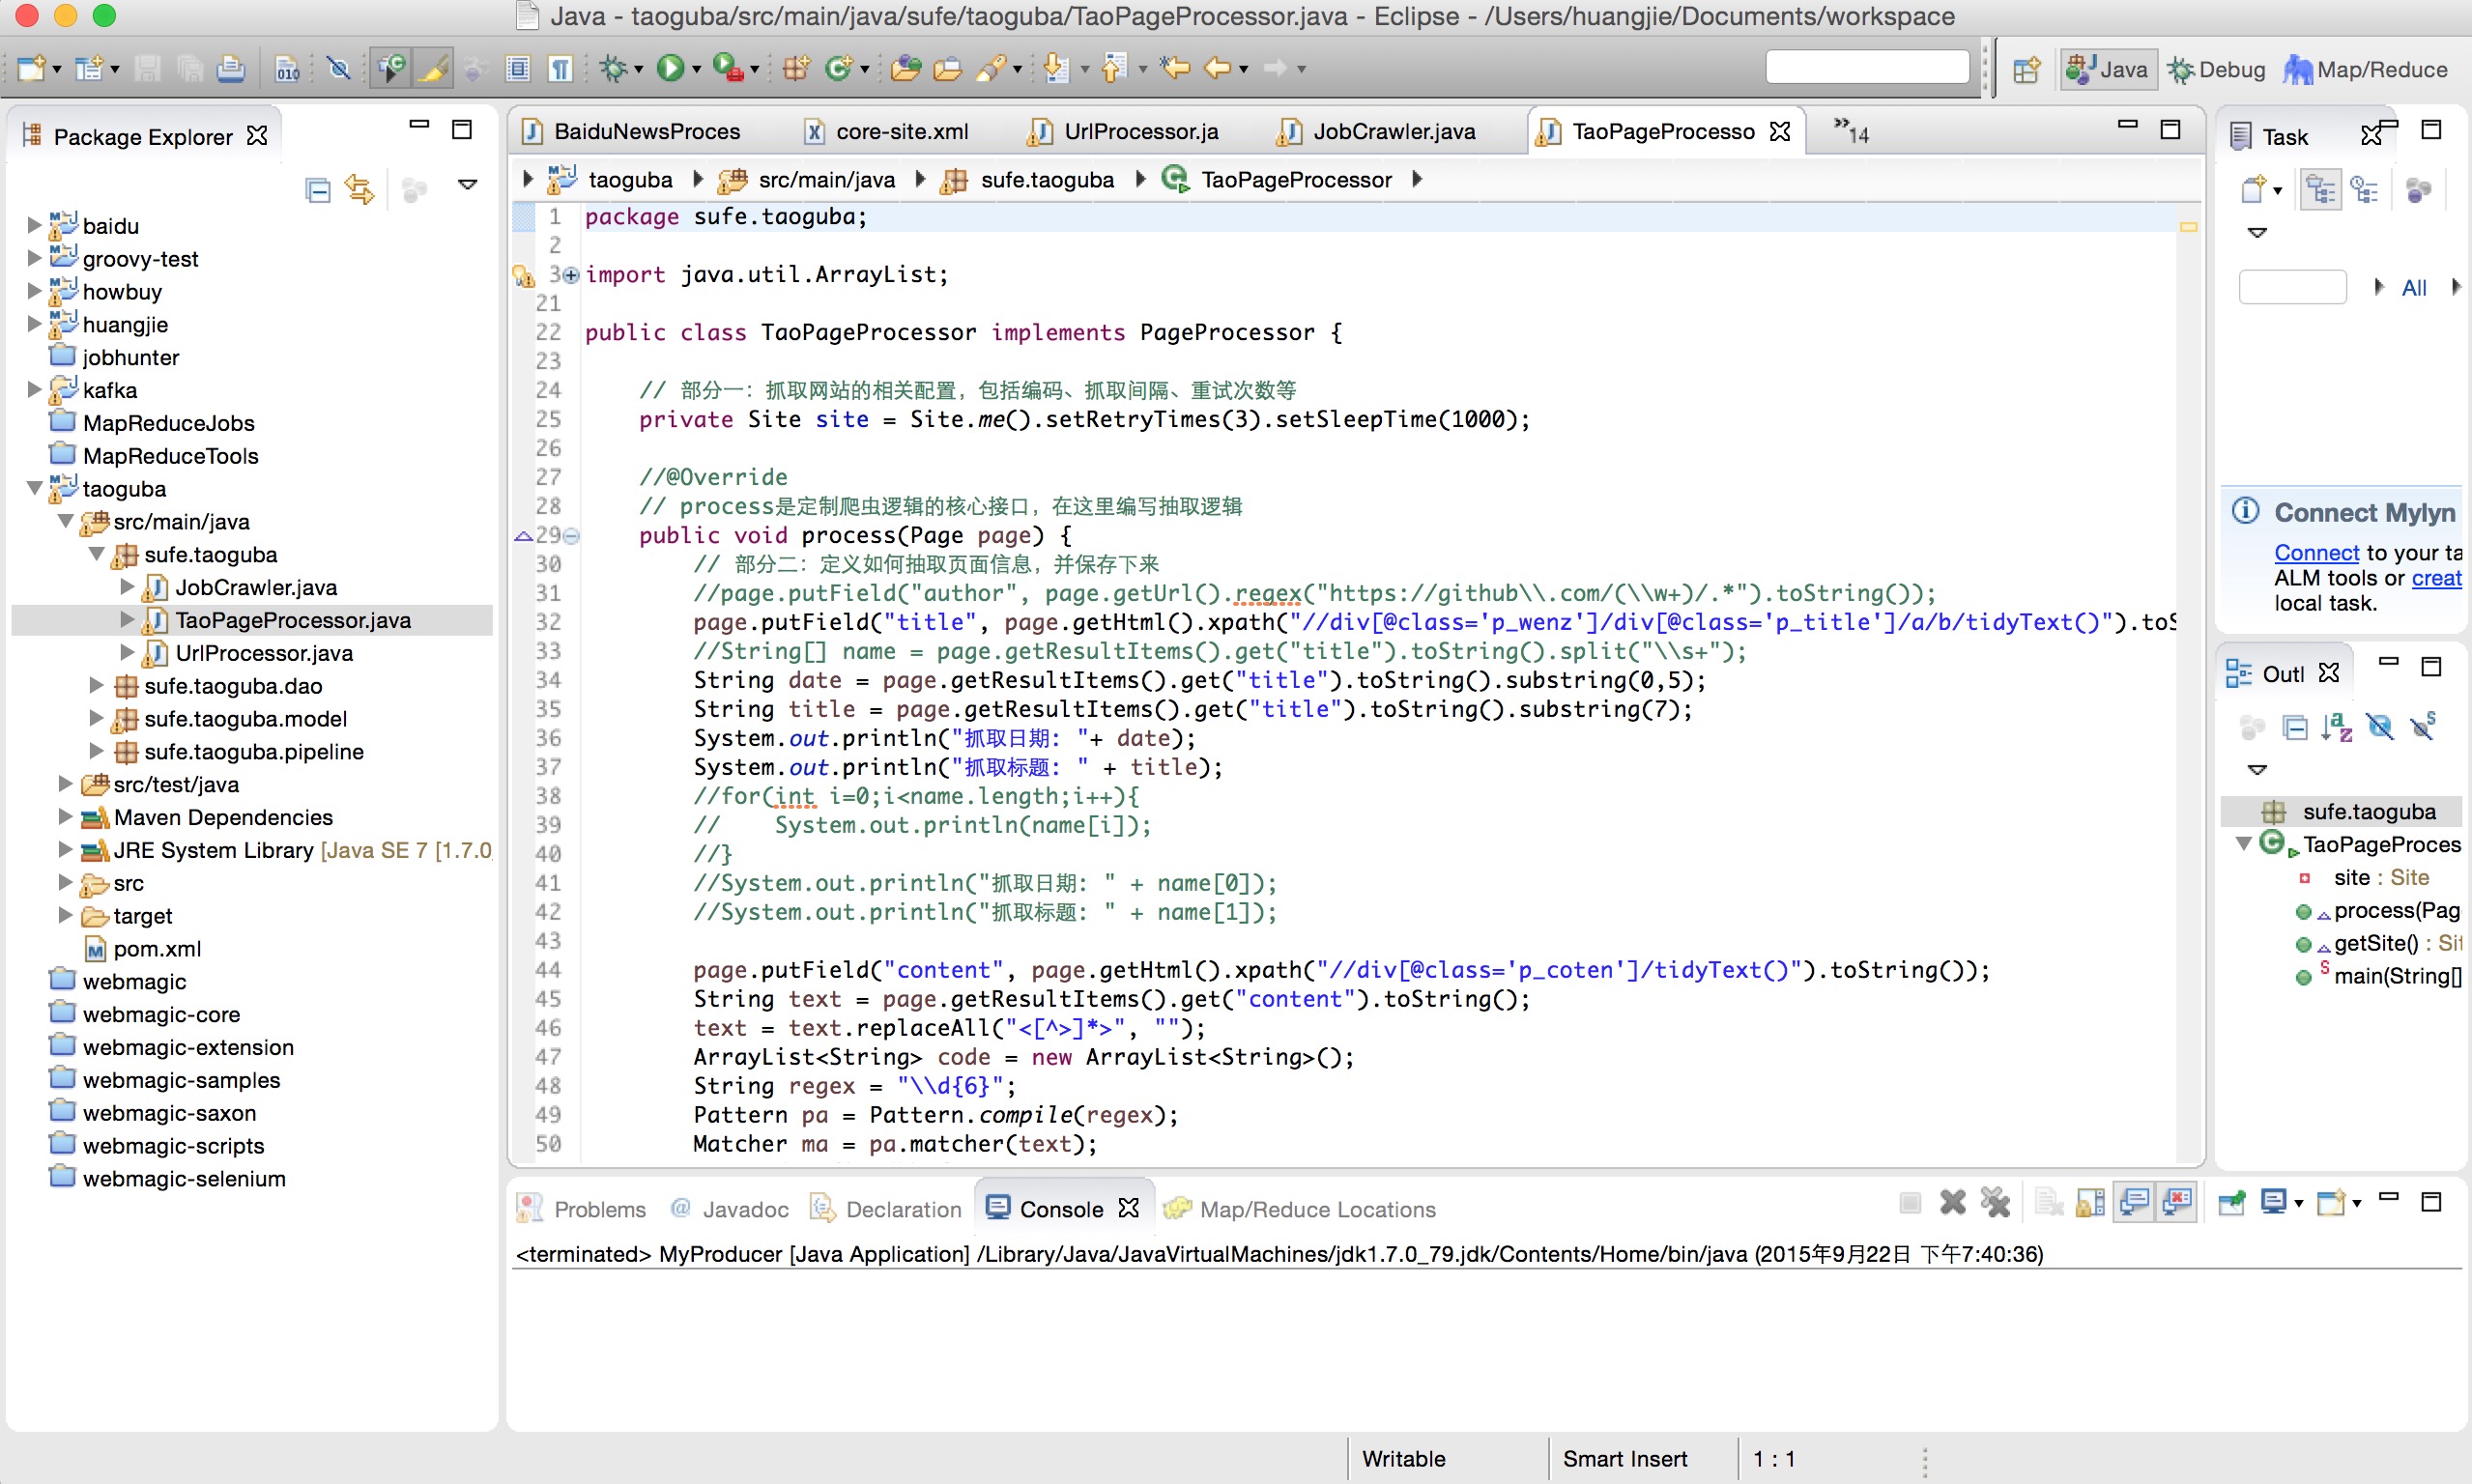 Java - taoguba/src/main/java/sufe/taoguba/TaoPageProcessor.java - Eclipse - /Users/huangjie/Documents/workspace
Java
Debug
Map/Reduce
Package Explorer
baidu
groovy-test
howbuy
huangjie
jobhunter
kafka
MapReduceJobs
MapReduceTools
taoguba
src/main/java
sufe.taoguba
JobCrawler.java
TaoPageProcessor.java
UrlProcessor.java
sufe.taoguba.dao
sufe.taoguba.model
sufe.taoguba.pipeline
src/test/java
Maven Dependencies
JRE System Library [Java SE 7 [1.7.0
src
target
pom.xml
webmagic
webmagic-core
webmagic-extension
webmagic-samples
webmagic-saxon
webmagic-scripts
webmagic-selenium
BaiduNewsProces
core-site.xml
UrlProcessor.ja
JobCrawler.java
TaoPageProcesso
»14
taoguba
src/main/java
sufe.taoguba
TaoPageProcessor
1 package sufe.taoguba;
2
3 import java.util.ArrayList;
21
22 public class TaoPageProcessor implements PageProcessor {
23
24 // 部分一：抓取网站的相关配置，包括编码、抓取间隔、重试次数等
25 private Site site = Site.me().setRetryTimes(3).setSleepTime(1000);
26
27 //@Override
28 // process是定制爬虫逻辑的核心接口，在这里编写抽取逻辑
29 public void process(Page page) {
30 // 部分二：定义如何抽取页面信息，并保存下来
31 //page.putField("author", page.getUrl().regex("https://github\\.com/(\\w+)/.*").toString());
32 page.putField("title", page.getHtml().xpath("//div[@class='p_wenz']/div[@class='p_title']/a/b/tidyText()").toS
33 //String[] name = page.getResultItems().get("title").toString().split("\\s+");
34 String date = page.getResultItems().get("title").toString().substring(0,5);
35 String title = page.getResultItems().get("title").toString().substring(7);
36 System.out.println("抓取日期: "+ date);
37 System.out.println("抓取标题: " + title);
38 //for(int i=0;i<name.length;i++){
39 // System.out.println(name[i]);
40 //}
41 //System.out.println("抓取日期: " + name[0]);
42 //System.out.println("抓取标题: " + name[1]);
43
44 page.putField("content", page.getHtml().xpath("//div[@class='p_coten']/tidyText()").toString());
45 String text = page.getResultItems().get("content").toString();
46 text = text.replaceAll("<[^>]*>", "");
47 ArrayList<String> code = new ArrayList<String>();
48 String regex = "\\d{6}";
49 Pattern pa = Pattern.compile(regex);
50 Matcher ma = pa.matcher(text);
Task
All
Connect Mylyn
Connect to your ta
ALM tools or creat
local task.
Outl
sufe.taoguba
TaoPageProces
site : Site
process(Pag
getSite() : Sit
main(String[]
Problems
Javadoc
Declaration
Console
Map/Reduce Locations
<terminated> MyProducer [Java Application] /Library/Java/JavaVirtualMachines/jdk1.7.0_79.jdk/Contents/Home/bin/java (2015年9月22日 下午7:40:36)
Writable
Smart Insert
1 : 1